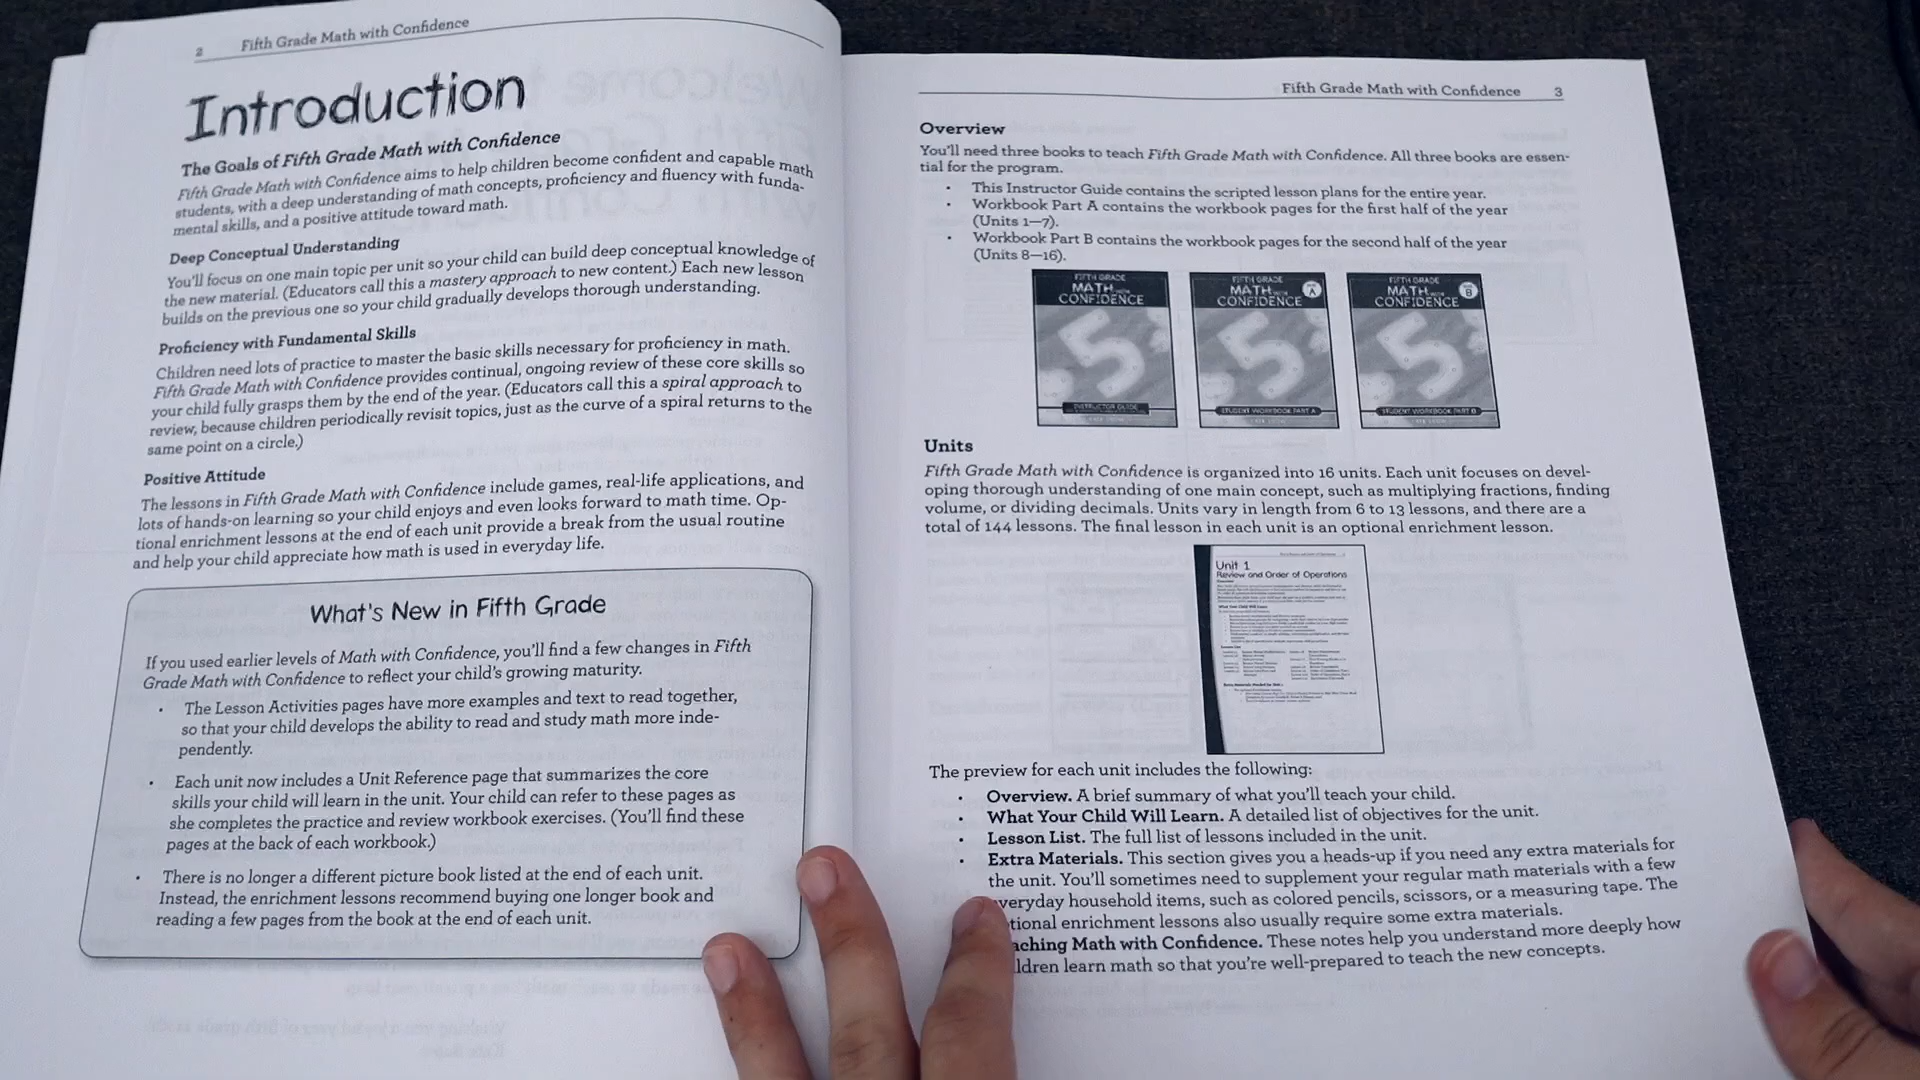 2 Fifth Grade Math with Confidence
Introduction
The Goals of Fifth Grade Math with Confidence
Fifth Grade Math with Confidence aims to help children become confident and capable math
students, with a deep understanding of math concepts, proficiency and fluency with funda-
mental skills, and a positive attitude toward math.
Deep Conceptual Understanding
You'll focus on one main topic per unit so your child can build deep conceptual knowledge of
the new material. (Educators call this a mastery approach to new content.) Each new lesson
builds on the previous one so your child gradually develops thorough understanding.
Proficiency with Fundamental Skills
Children need lots of practice to master the basic skills necessary for proficiency in math.
Fifth Grade Math with Confidence provides continual, ongoing review of these core skills so
your child fully grasps them by the end of the year. (Educators call this a spiral approach to
review, because children periodically revisit topics, just as the curve of a spiral returns to the
same point on a circle.)
Positive Attitude
The lessons in Fifth Grade Math with Confidence include games, real-life applications, and
lots of hands-on learning so your child enjoys and even looks forward to math time. Op-
tional enrichment lessons at the end of each unit provide a break from the usual routine
and help your child appreciate how math is used in everyday life.
What's New in Fifth Grade
If you used earlier levels of Math with Confidence, you'll find a few changes in Fifth
Grade Math with Confidence to reflect your child's growing maturity.
• The Lesson Activities pages have more examples and text to read together,
so that your child develops the ability to read and study math more inde-
pendently.
• Each unit now includes a Unit Reference page that summarizes the core
skills your child will learn in the unit. Your child can refer to these pages as
she completes the practice and review workbook exercises. (You'll find these
pages at the back of each workbook.)
• There is no longer a different picture book listed at the end of each unit.
Instead, the enrichment lessons recommend buying one longer book and
reading a few pages from the book at the end of each unit.
Fifth Grade Math with Confidence 3
Overview
You'll need three books to teach Fifth Grade Math with Confidence. All three books are essen-
tial for the program.
• This Instructor Guide contains the scripted lesson plans for the entire year.
• Workbook Part A contains the workbook pages for the first half of the year
(Units 1–7).
• Workbook Part B contains the workbook pages for the second half of the year
(Units 8–16).
FIFTH GRADE
MATH WITH
CONFIDENCE
5
INSTRUCTOR GUIDE
FIFTH GRADE
MATH WITH
CONFIDENCE
A
5
STUDENT WORKBOOK PART A
FIFTH GRADE
MATH WITH
CONFIDENCE
B
5
STUDENT WORKBOOK PART B
Units
Fifth Grade Math with Confidence is organized into 16 units. Each unit focuses on devel-
oping thorough understanding of one main concept, such as multiplying fractions, finding
volume, or dividing decimals. Units vary in length from 6 to 13 lessons, and there are a
total of 144 lessons. The final lesson in each unit is an optional enrichment lesson.
Unit 1
Review and Order of Operations
The preview for each unit includes the following:
• Overview. A brief summary of what you'll teach your child.
• What Your Child Will Learn. A detailed list of objectives for the unit.
• Lesson List. The full list of lessons included in the unit.
• Extra Materials. This section gives you a heads-up if you need any extra materials for
the unit. You'll sometimes need to supplement your regular math materials with a few
veryday household items, such as colored pencils, scissors, or a measuring tape. The
tional enrichment lessons also usually require some extra materials.
aching Math with Confidence. These notes help you understand more deeply how
ldren learn math so that you're well-prepared to teach the new concepts.